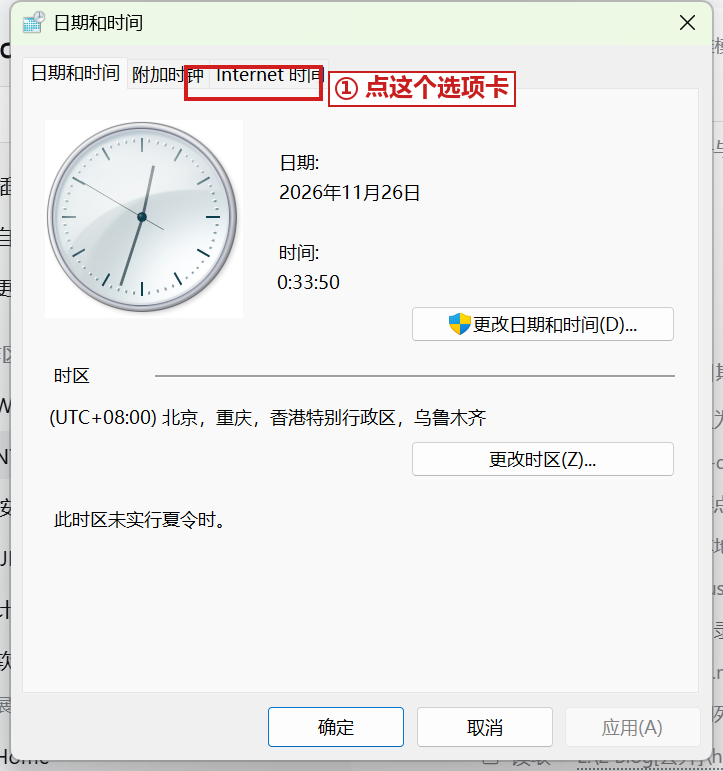 日期和时间
日期和时间 附加时钟 Internet 时间
① 点这个选项卡
日期:
2026年11月26日
时间:
0:33:50
更改日期和时间(D)...
时区
(UTC+08:00) 北京，重庆，香港特别行政区，乌鲁木齐
更改时区(Z)...
此时区未实行夏令时。
确定 取消 应用(A)